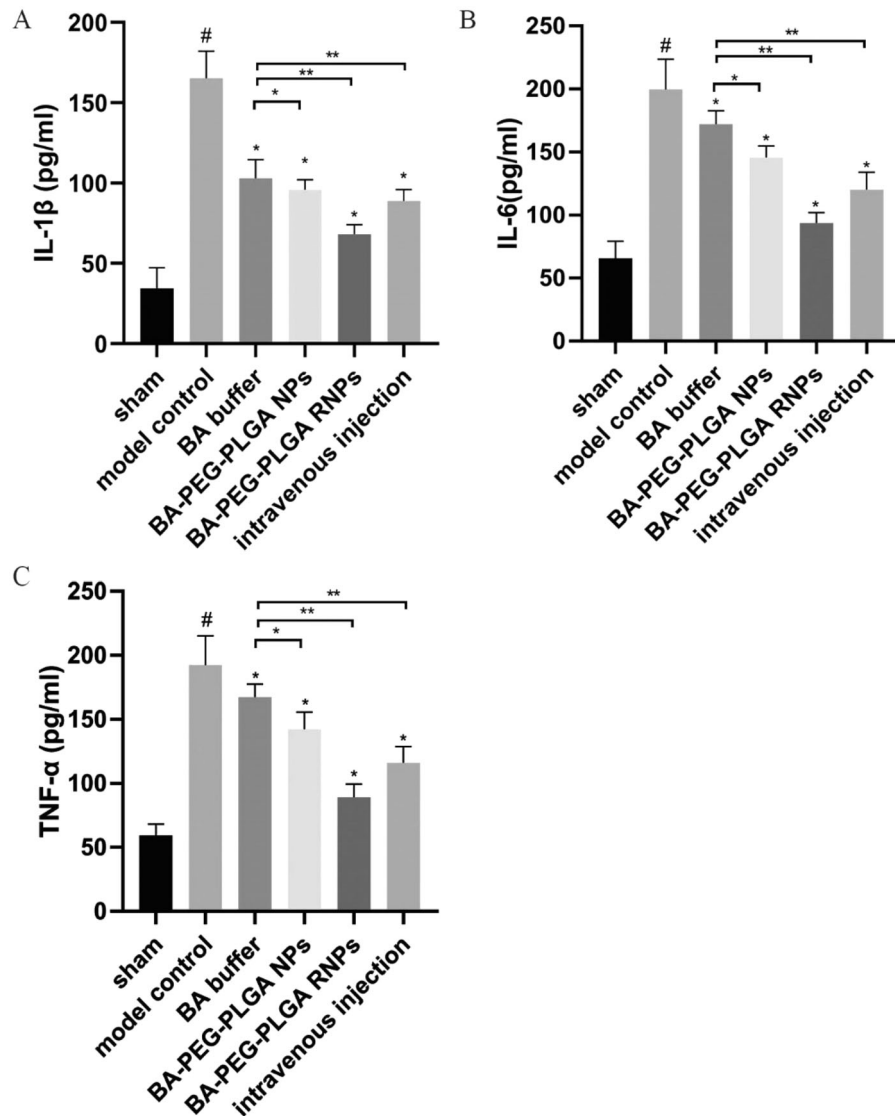 A
IL-1β (pg/ml)
200
150
100
50
0
#
*
*
*
*
*
**
**
sham
model control
BA buffer
BA-PEG-PLGA NPs
BA-PEG-PLGA RNPs
intravenous injection
B
IL-6(pg/ml)
250
200
150
100
50
0
#
*
*
*
*
*
**
**
sham
model control
BA buffer
BA-PEG-PLGA NPs
BA-PEG-PLGA RNPs
intravenous injection
C
TNF-α (pg/ml)
250
200
150
100
50
0
#
*
*
*
*
*
**
**
sham
model control
BA buffer
BA-PEG-PLGA NPs
BA-PEG-PLGA RNPs
intravenous injection